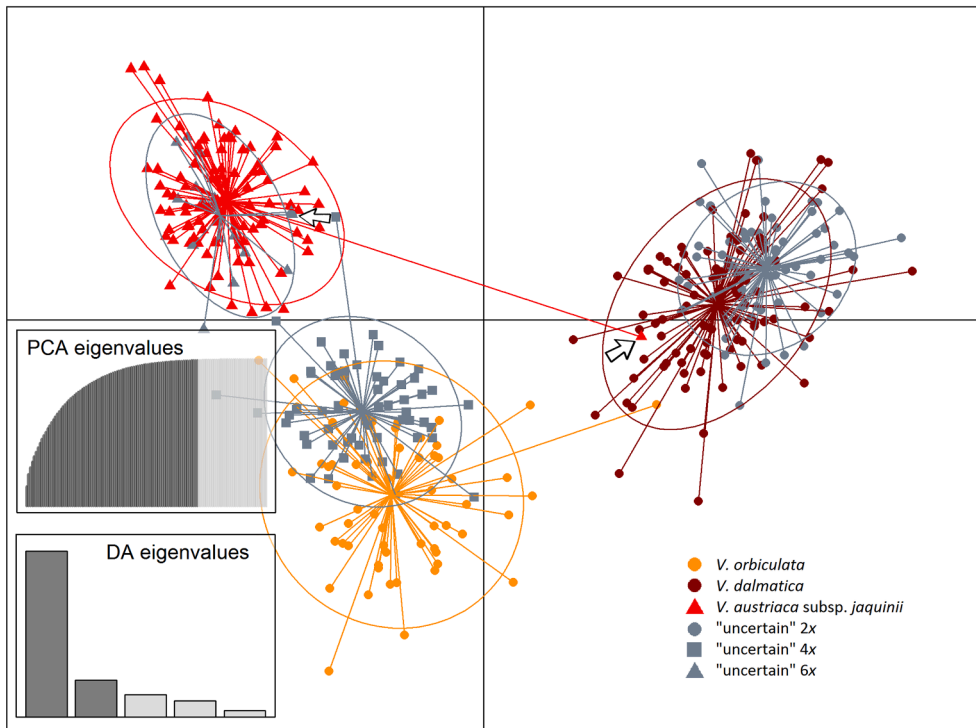 PCA eigenvalues
DA eigenvalues
V. orbiculata
V. dalmatica
V. austriaca subsp. jaquinii
"uncertain" 2x
"uncertain" 4x
"uncertain" 6x